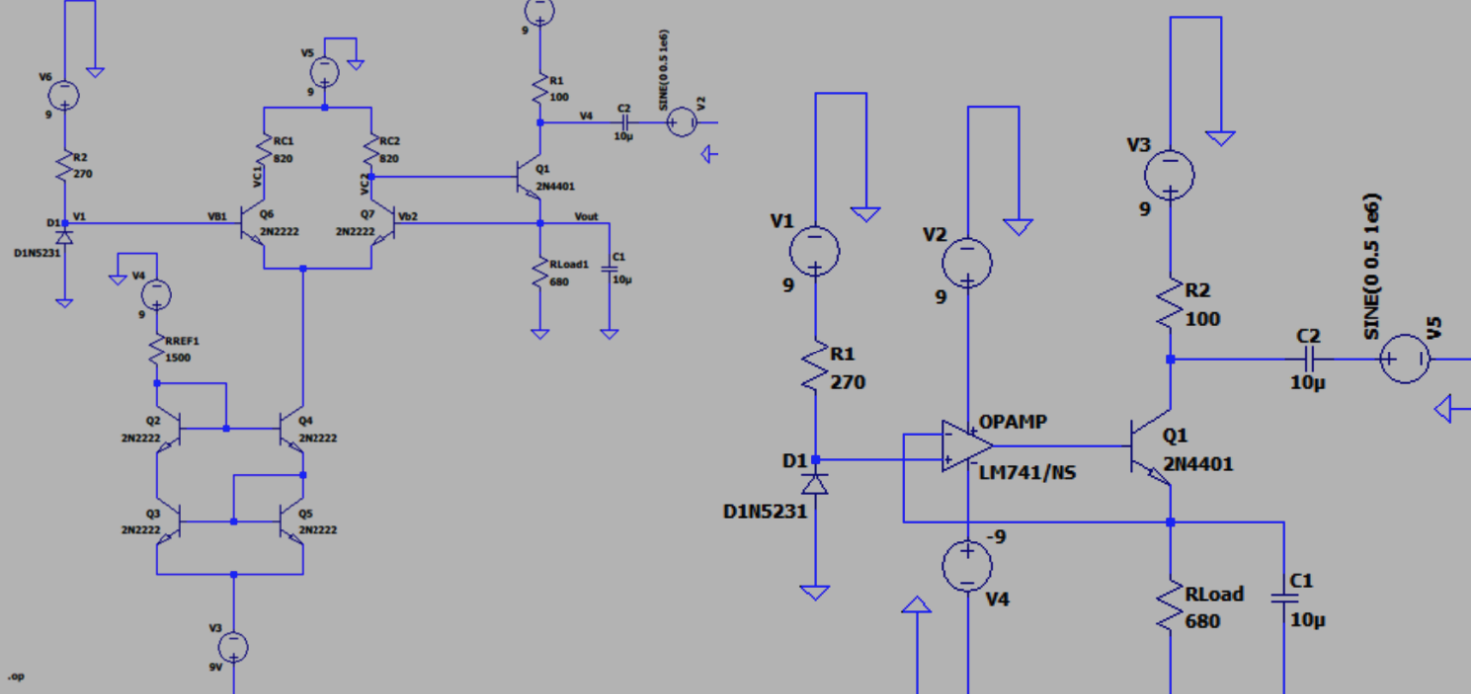 9
V6
9
R2
270
D1
V1
D1N5231
V5
9
RC1
820
RC2
820
VC1
VC2
VB1
Q6
2N2222
Q7
2N2222
Vb2
R1
100
V4
C2
10µ
SINE(0 0.5 1e6)
V2
Q1
2N4401
Vout
RLoad1
680
C1
10µ
V4
9
RREF1
1500
Q2
2N2222
Q4
2N2222
Q3
2N2222
Q5
2N2222
V3
9V
.op
V1
9
R1
270
D1
D1N5231
V2
9
OPAMP
LM741/NS
-9
V4
V3
9
R2
100
C2
10µ
SINE(0 0.5 1e6)
V5
Q1
2N4401
RLoad
680
C1
10µ